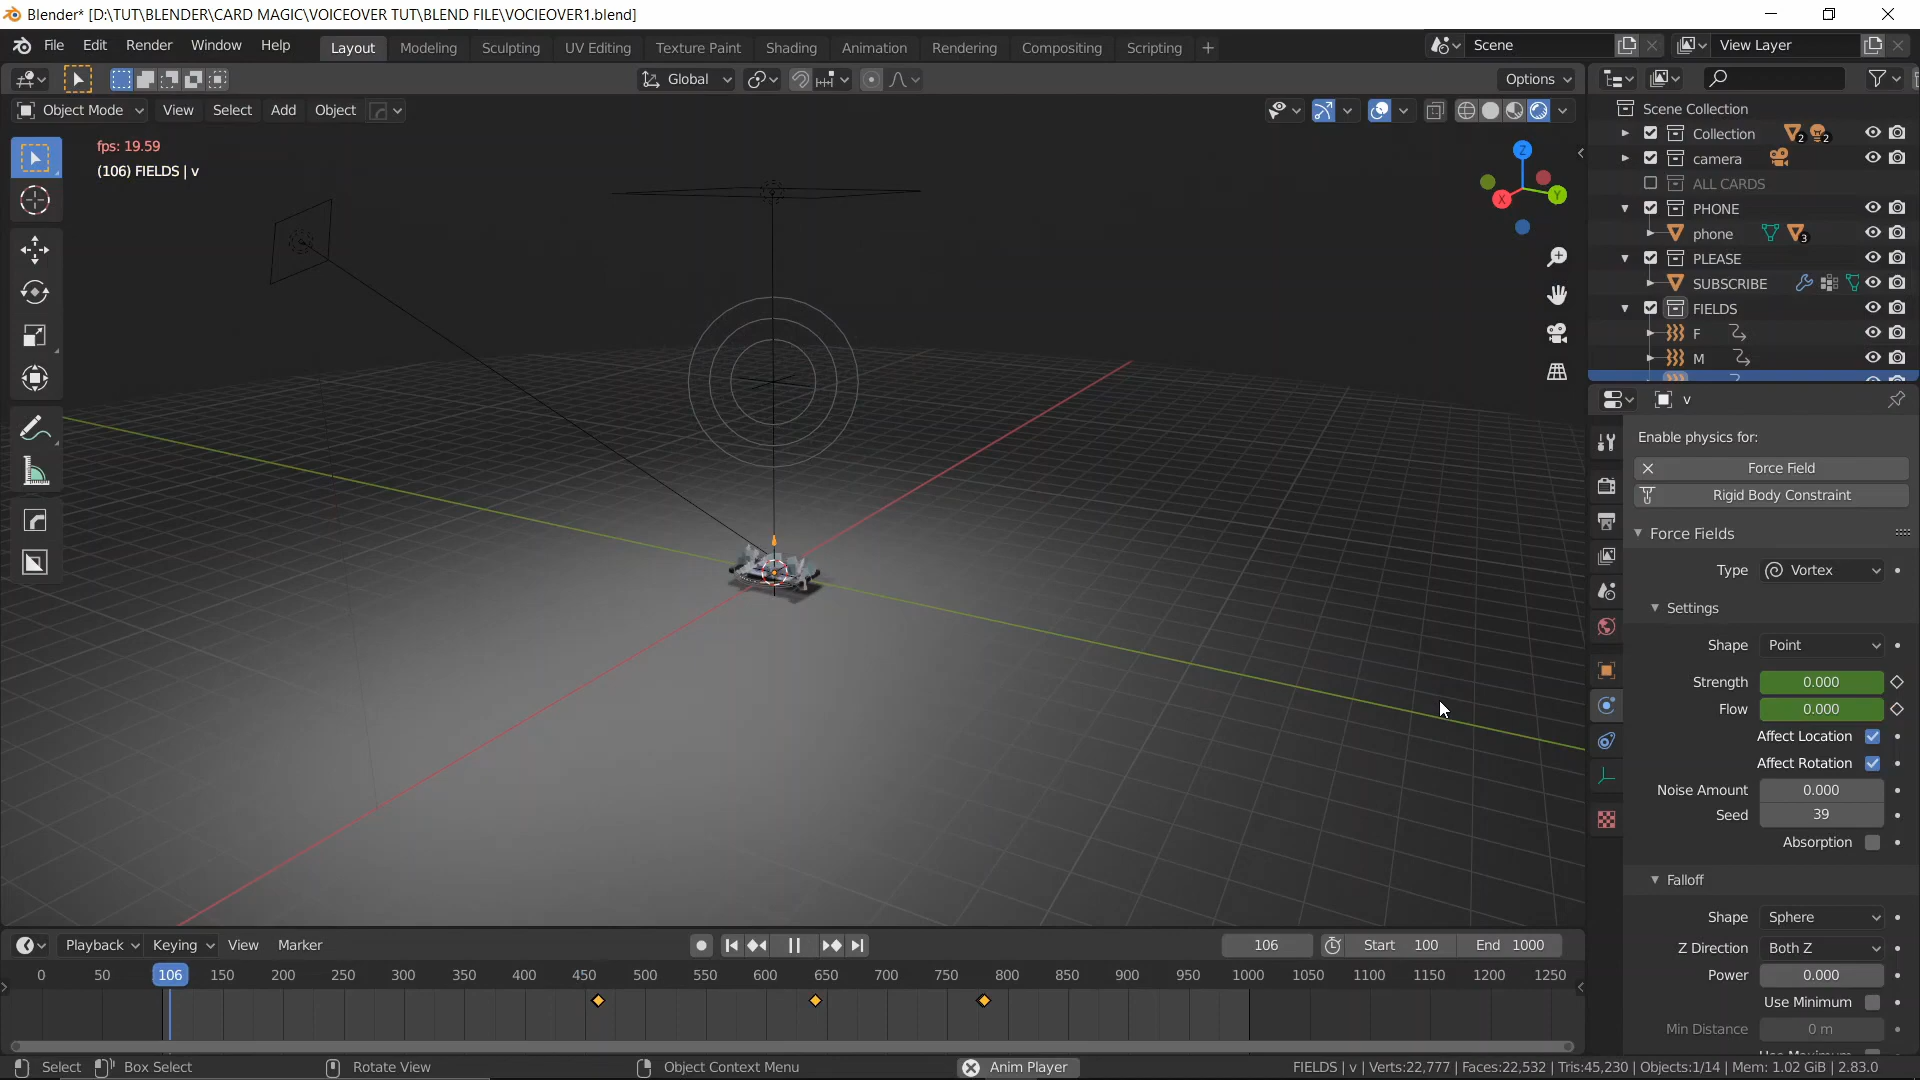 Blender* [D:\TUT\BLENDER\CARD MAGIC\VOICEOVER TUT\BLEND FILE\VOCIEOVER1.blend]
File Edit Render Window Help Layout Modeling Sculpting UV Editing Texture Paint Shading Animation Rendering Compositing Scripting + Scene View Layer
Global Options
Object Mode View Select Add Object
fps: 19.59
(106) FIELDS | v
Z
Y
X
Scene Collection
Collection 2 2
camera
ALL CARDS
PHONE
phone 3
PLEASE
SUBSCRIBE
FIELDS
F
M
v
Enable physics for:
Force Field
Rigid Body Constraint
Force Fields
Type Vortex
Settings
Shape Point
Strength 0.000
Flow 0.000
Affect Location
Affect Rotation
Noise Amount 0.000
Seed 39
Absorption
Falloff
Shape Sphere
Z Direction Both Z
Power 0.000
Use Minimum
Min Distance 0 m
Playback Keying View Marker 106 Start 100 End 1000
0 50 106 150 200 250 300 350 400 450 500 550 600 650 700 750 800 850 900 950 1000 1050 1100 1150 1200 1250
Select Box Select Rotate View Object Context Menu Anim Player FIELDS | v | Verts:22,777 | Faces:22,532 | Tris:45,230 | Objects:1/14 | Mem: 1.02 GiB | 2.83.0